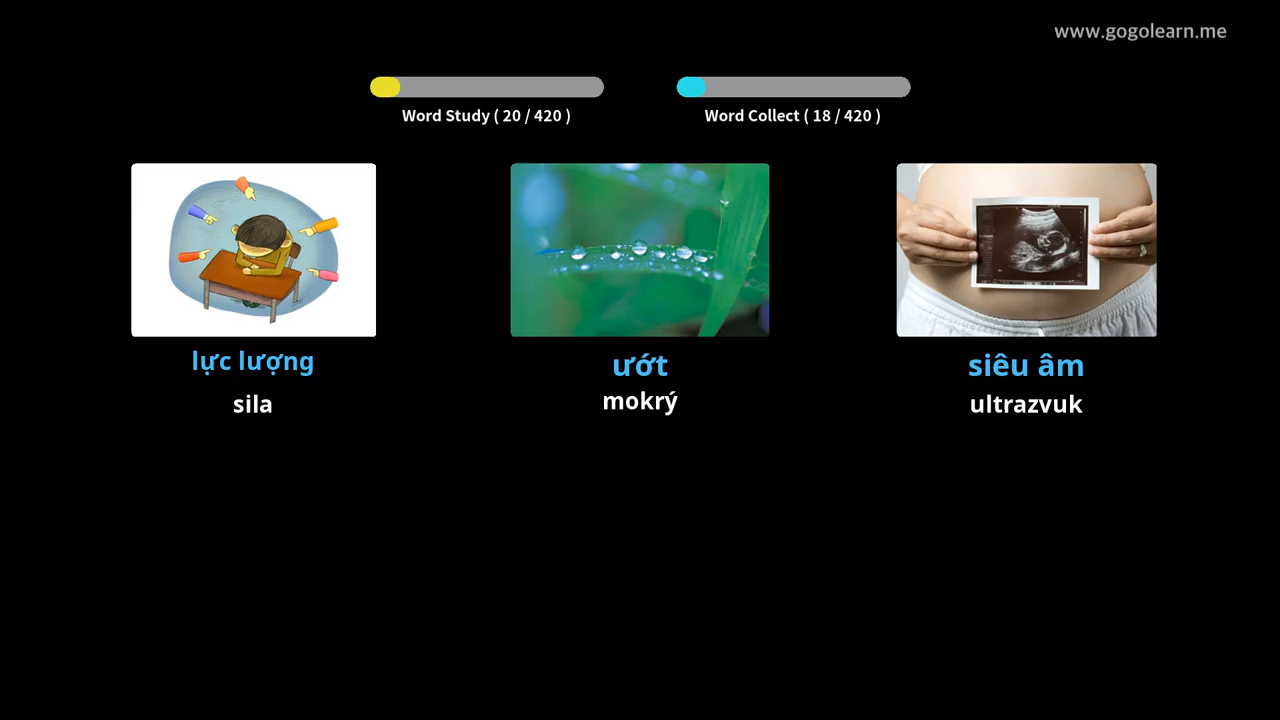 www.gogolearn.me
Word Study ( 20 / 420 )
Word Collect ( 18 / 420 )
lực lượng
sila
ướt
mokrý
siêu âm
ultrazvuk